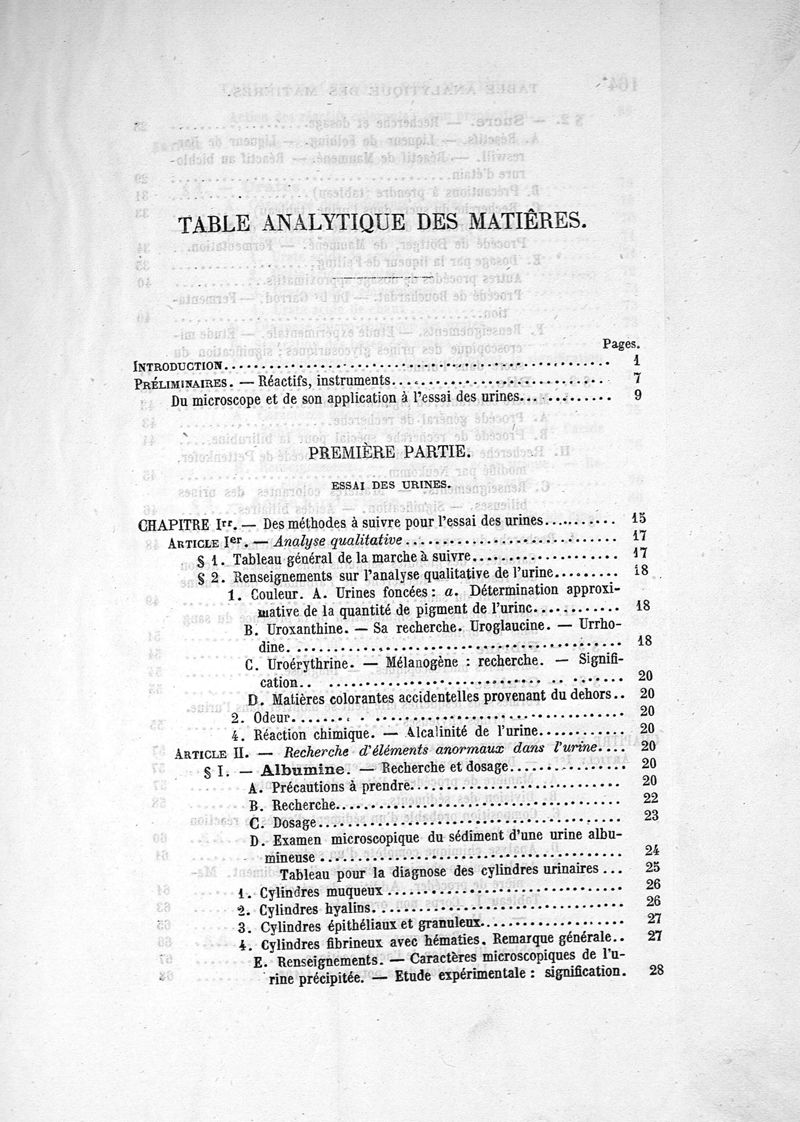 TABLE ANALYTIQUE DES MATIÈRES.
Pages.
INTRODUCTION........ 1
PRÉLIMINAIRES. — Réactifs, instruments........ 7
Du microscope et de son application à l'essai des urines........ 9
PREMIÈRE PARTIE.
ESSAI DES URINES.
CHAPITRE Ier. — Des méthodes à suivre pour l'essai des urines........ 15
ARTICLE Ier. — Analyse qualitative........ 17
§ 1. Tableau général de la marche à suivre........ 17
§ 2. Renseignements sur l'analyse qualitative de l'urine........ 18
1. Couleur. A. Urines foncées : a. Détermination approxi-
mative de la quantité de pigment de l'urine........ 18
B. Uroxanthine. — Sa recherche. Uroglaucine. — Urrho-
dine........ 18
C. Uroérythrine. — Mélanogène : recherche. — Signifi-
cation........ 20
D. Matières colorantes accidentelles provenant du dehors.. 20
2. Odeur........ 20
4. Réaction chimique. — Alcalinité de l'urine........ 20
ARTICLE II. — Recherche d'éléments anormaux dans l'urine.... 20
§ I. — Albumine. — Recherche et dosage........ 20
A. Précautions à prendre........ 20
B. Recherche........ 22
C. Dosage........ 23
D. Examen microscopique du sédiment d'une urine albu-
mineuse........ 24
Tableau pour la diagnose des cylindres urinaires... 25
1. Cylindres muqueux........ 26
2. Cylindres hyalins........ 26
3. Cylindres épithéliaux et granuleux........ 27
4. Cylindres fibrineux avec hématies. Remarque générale.. 27
E. Renseignements. — Caractères microscopiques de l'u-
rine précipitée. — Etude expérimentale : signification. 28